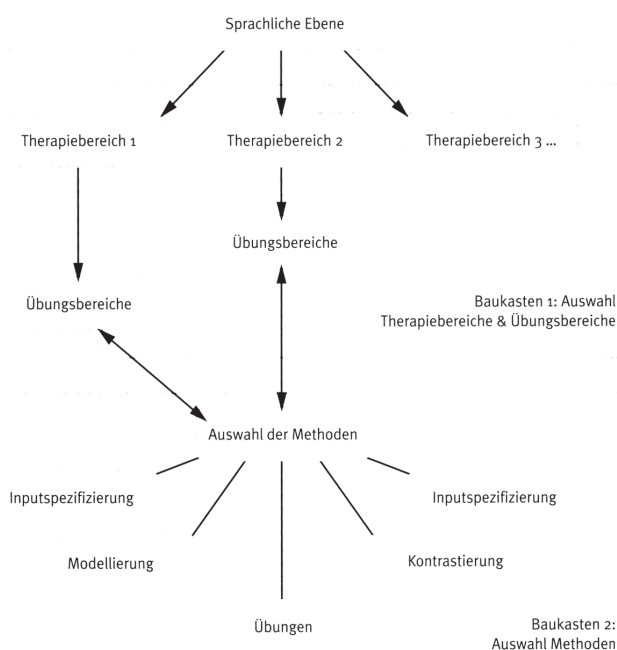 Sprachliche Ebene
Therapiebereich 1
Therapiebereich 2
Therapiebereich 3 ...
Übungsbereiche
Übungsbereiche
Baukasten 1: Auswahl
Therapiebereiche & Übungsbereiche
Auswahl der Methoden
Inputspezifizierung
Inputspezifizierung
Modellierung
Kontrastierung
Übungen
Baukasten 2:
Auswahl Methoden